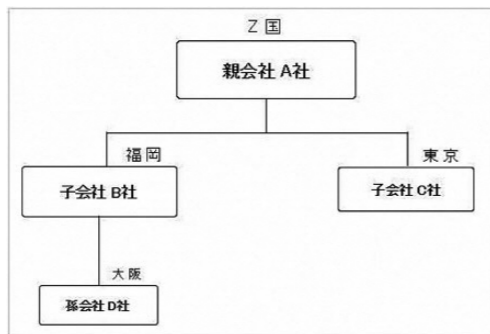 Z国
親会社A社
福岡
東京
子会社B社
子会社C社
大阪
孫会社D社